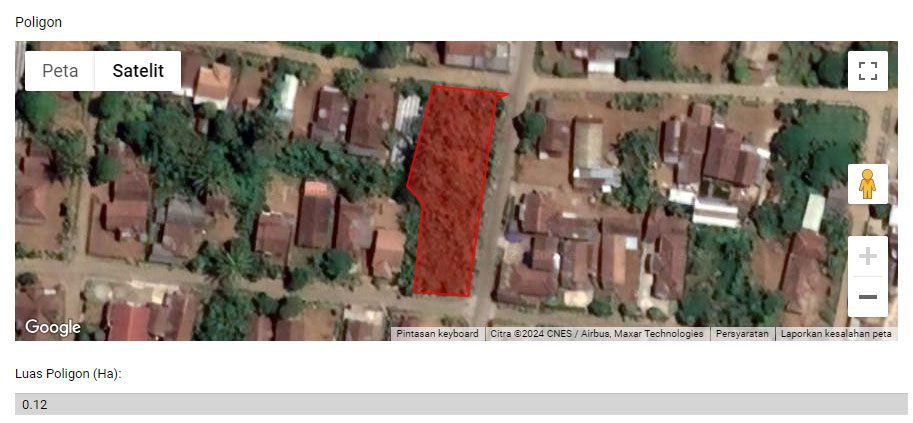 Poligon
Peta Satelit
Google
Pintasan keyboard Citra ©2024 CNES / Airbus, Maxar Technologies Persyaratan Laporkan kesalahan peta
Luas Poligon (Ha):
0.12